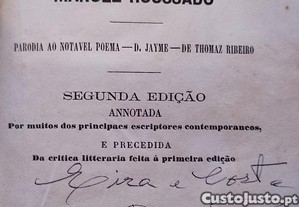 MANOEL ROUSSADO
PARODIA AO NOTAVEL POEMA — D. JAYME — DE THOMAZ RIBEIRO
SEGUNDA EDIÇÃO
ANNOTADA
Por muitos dos principaes escriptores contemporaneos,
E PRECEDIDA
Da critica litteraria feita á primeira edição
Mira e Costa
CustoJusto.pt